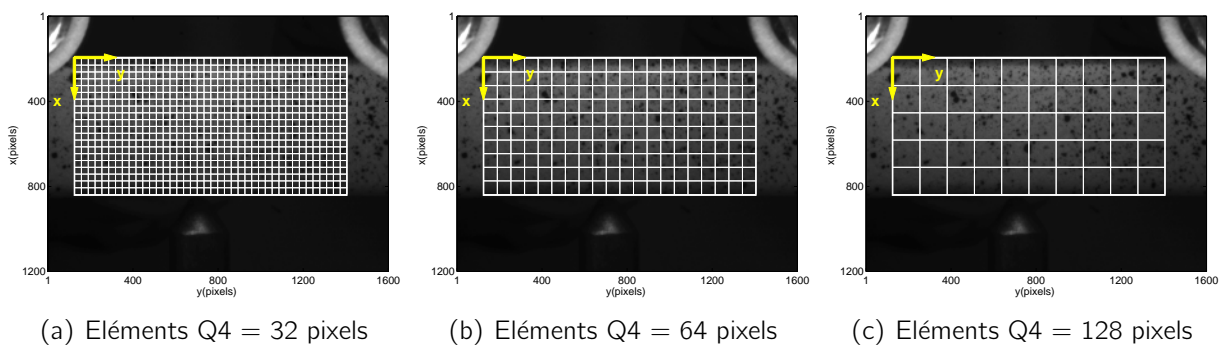 1
400
800
1200
x(pixels)
1
400
800
1200
1600
y(pixels)
y
x
(a) Eléments Q4 = 32 pixels
1
400
800
1200
x(pixels)
1
400
800
1200
1600
y(pixels)
y
x
(b) Eléments Q4 = 64 pixels
1
400
800
1200
x(pixels)
1
400
800
1200
1600
y(pixels)
y
x
(c) Eléments Q4 = 128 pixels